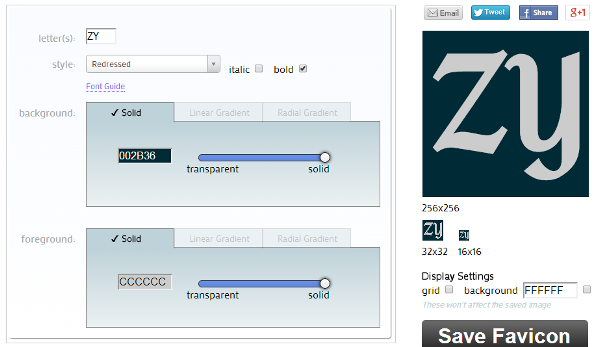 letter(s): ZY
style: Redressed italic bold
Font Guide
background: ✔ Solid Linear Gradient Radial Gradient
002B36
transparent solid
foreground: ✔ Solid Linear Gradient Radial Gradient
CCCCCC
transparent solid
Email Tweet Share g+1
zy
256x256
zy zy
32x32 16x16
Display Settings
grid background FFFFFF
These won't affect the saved image
Save Favicon